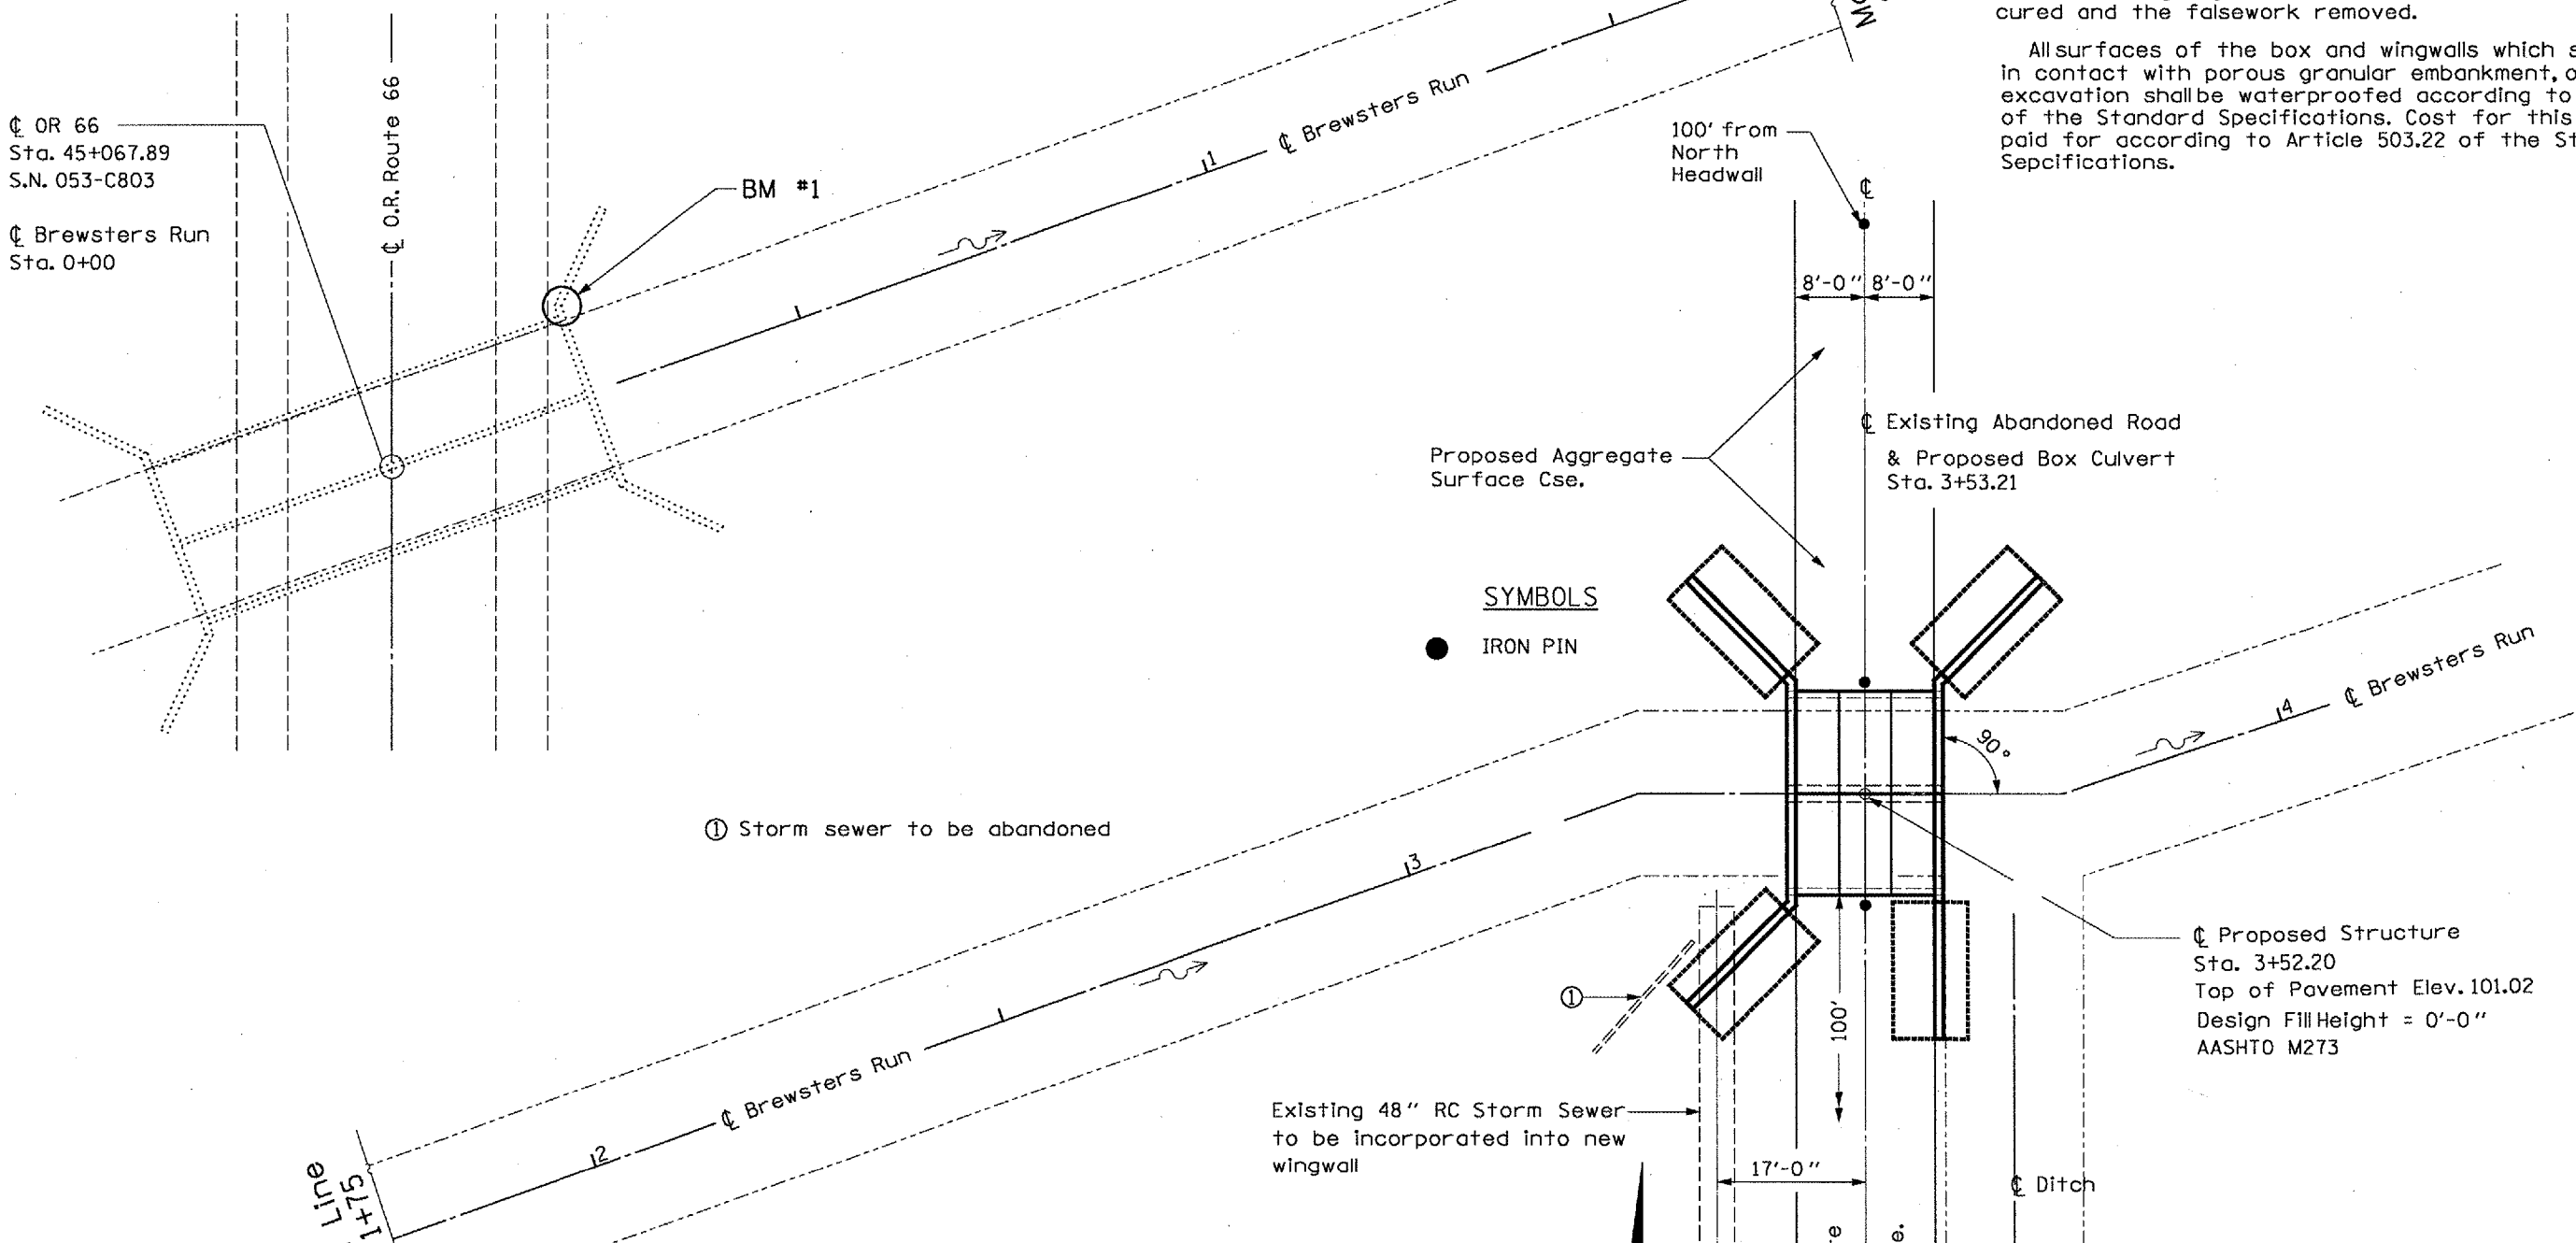 ℄ OR 66
Sta. 45+067.89
S.N. 053-C803
℄ Brewsters Run
Sta. 0+00
℄ O.R. Route 66
BM #1
1
℄ Brewsters Run
cured and the falsework removed.
All surfaces of the box and wingwalls which
in contact with porous granular embankment,
excavation shall be waterproofed according to
of the Standard Specifications. Cost for this
paid for according to Article 503.22 of the
Sepcifications.
100' from
North
Headwall
℄
8'-0" 8'-0"
Proposed Aggregate
Surface Cse.
℄ Existing Abandoned Road
& Proposed Box Culvert
Sta. 3+53.21
SYMBOLS
IRON PIN
90°
4
℄ Brewsters Run
① Storm sewer to be abandoned
3
①
100'
℄ Proposed Structure
Sta. 3+52.20
Top of Pavement Elev. 101.02
Design Fill Height = 0'-0"
AASHTO M273
℄ Brewsters Run
2
Existing 48" RC Storm Sewer
to be incorporated into new
wingwall
17'-0"
℄ Ditch
Line
1+75